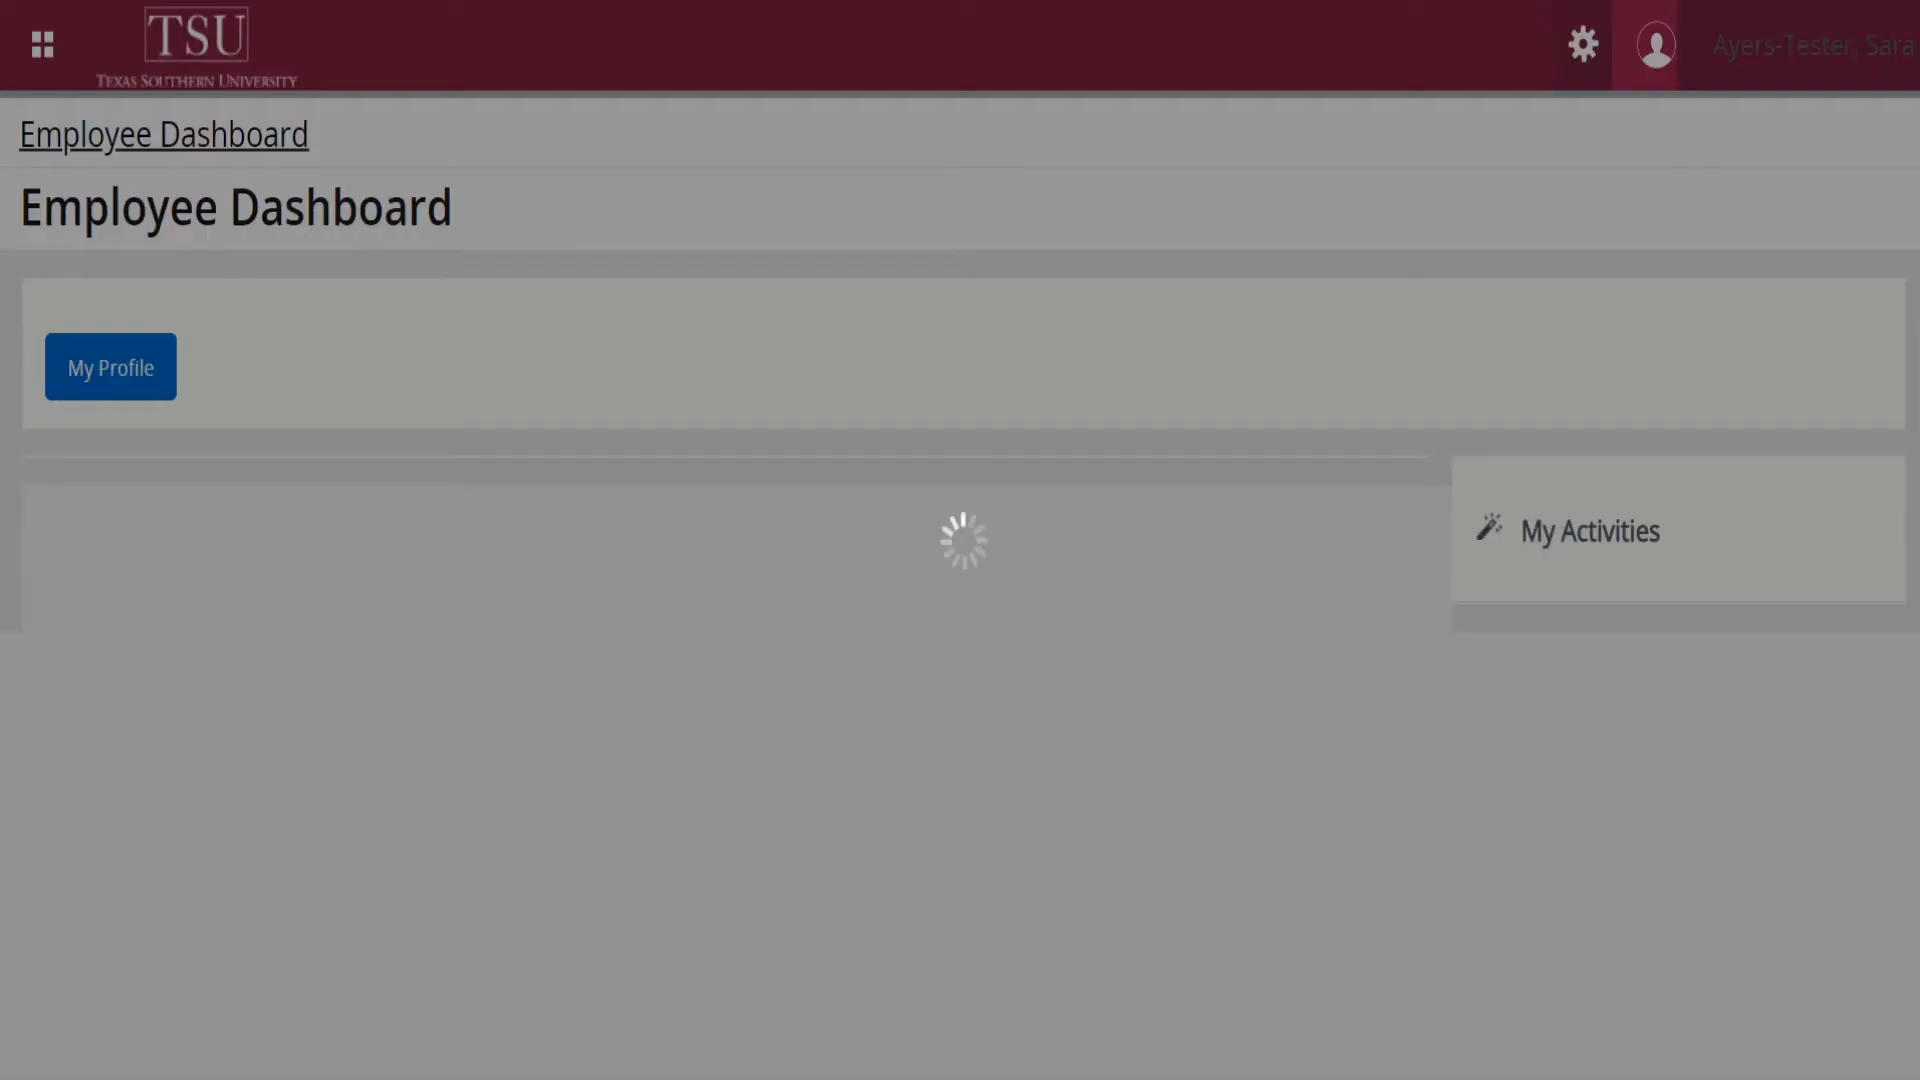 TSU
TEXAS SOUTHERN UNIVERSITY
Ayers-Tester, Sara
Employee Dashboard
Employee Dashboard
My Profile
My Activities